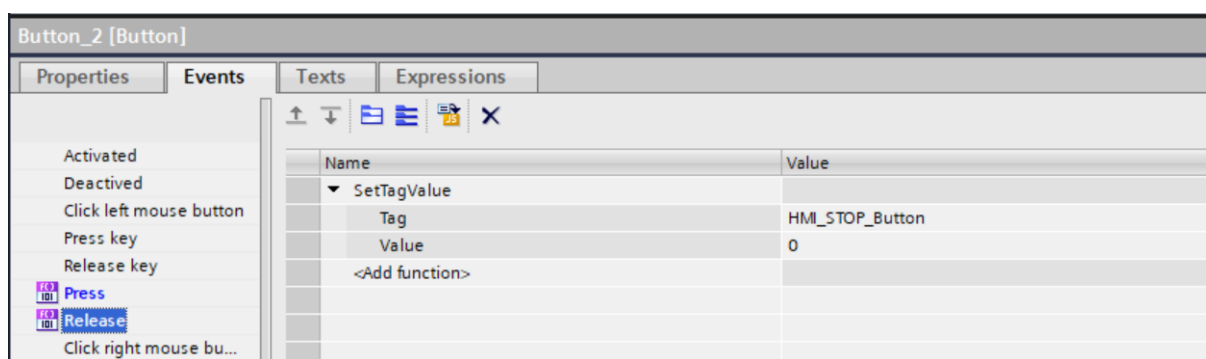 Button_2 [Button]
Properties Events Texts Expressions
Name Value
Activated
Deactived
Click left mouse button
Press key
Release key
Press
Release
Click right mouse bu...
SetTagValue
Tag HMI_STOP_Button
Value 0
<Add function>